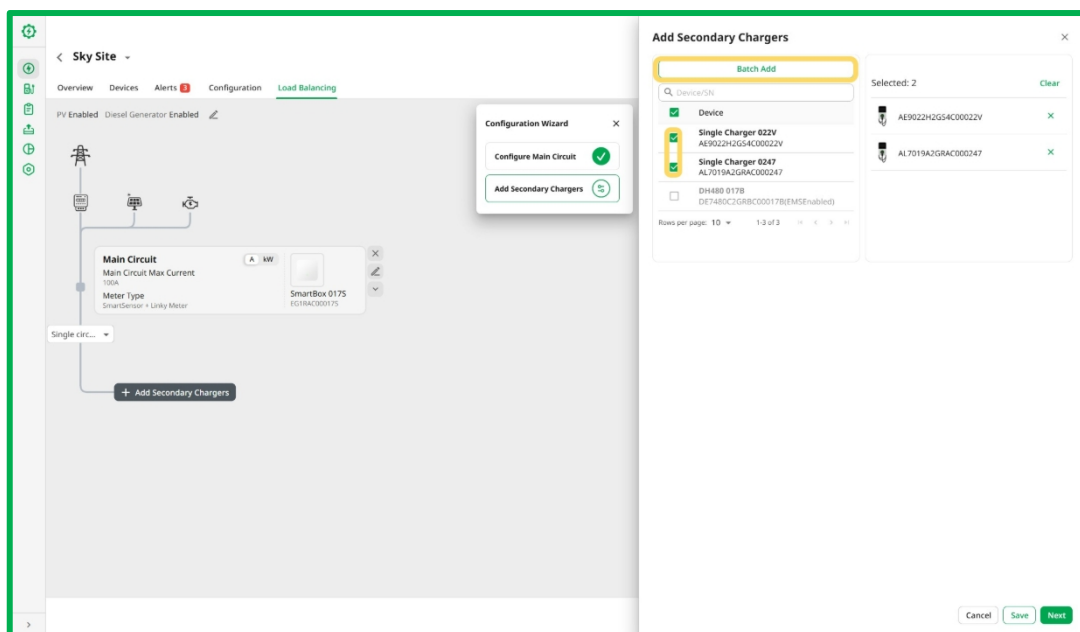 Sky Site
Overview Devices Alerts 3 Configuration Load Balancing
PV Enabled Diesel Generator Enabled
Configuration Wizard
Configure Main Circuit
Add Secondary Chargers
Main Circuit
A kW
Main Circuit Max Current
100A
Meter Type
SmartSensor + Linky Meter
SmartBox 0175
EG1RAC000175
Single circ...
+ Add Secondary Chargers
Add Secondary Chargers
Batch Add
Device/SN
Device
Single Charger 022V
AE9022H2GS4C00022V
Single Charger 0247
AL7019A2GRAC000247
DH480 017B
DE7480C2GRBC00017B(EMSEnabled)
Rows per page: 10 1-3 of 3
Selected: 2 Clear
AE9022H2GS4C00022V
AL7019A2GRAC000247
Cancel Save Next